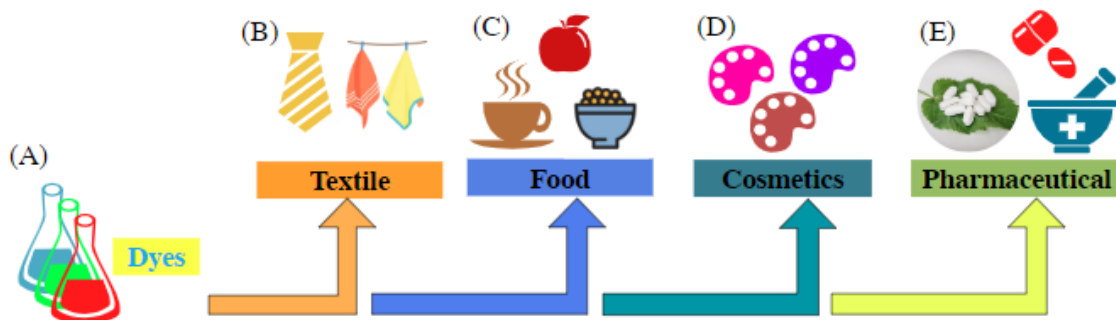 (A)
Dyes
(B)
Textile
(C)
Food
(D)
Cosmetics
(E)
Pharmaceutical